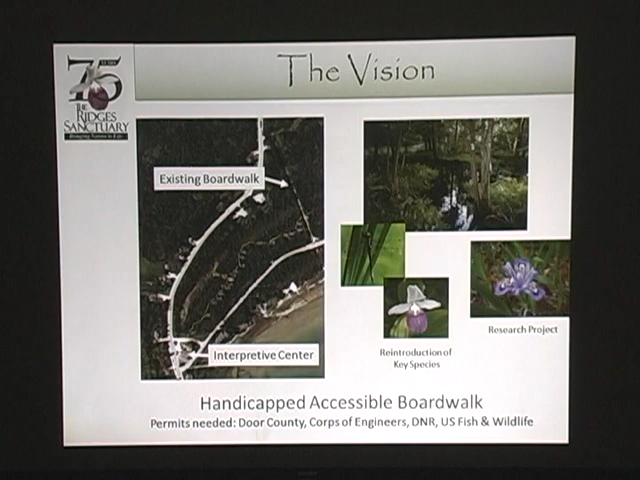 The Vision
75
YEARS
THE
RIDGES
SANCTUARY
Existing Boardwalk
Interpretive Center
Reintroduction of
Key Species
Research Project
Handicapped Accessible Boardwalk
Permits needed: Door County, Corps of Engineers, DNR, US Fish & Wildlife